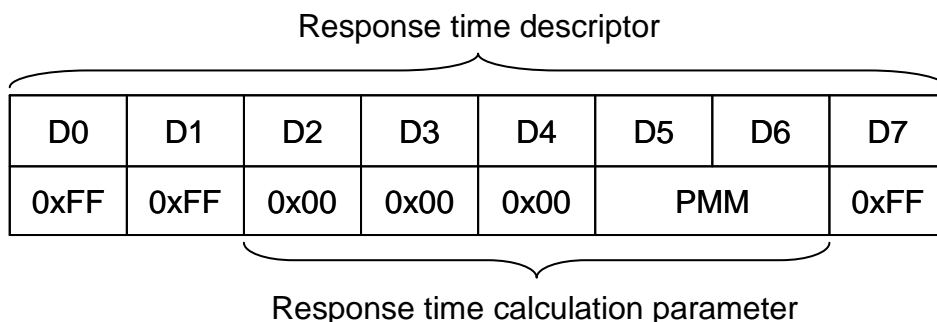 Response time descriptor
D0 D1 D2 D3 D4 D5 D6 D7
0xFF 0xFF 0x00 0x00 0x00 PMM 0xFF
Response time calculation parameter